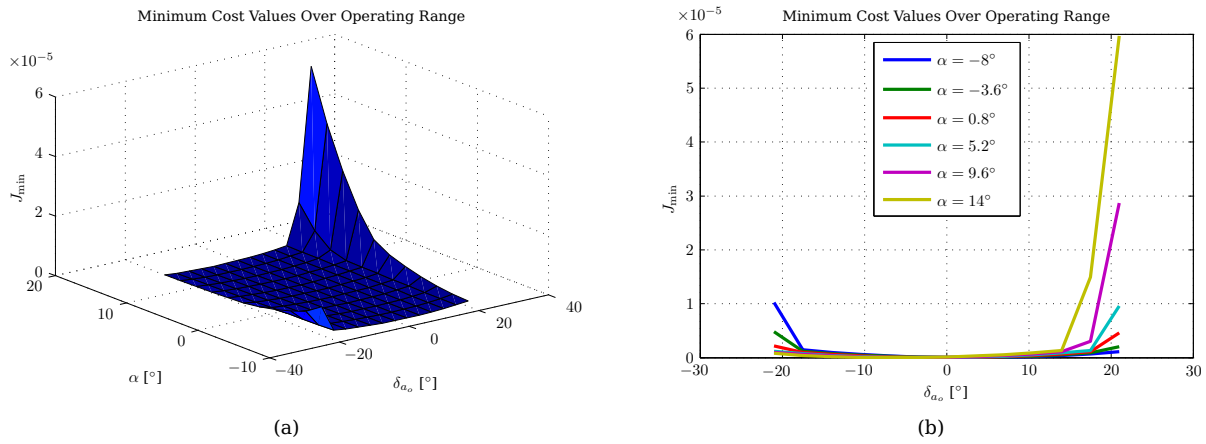 Minimum Cost Values Over Operating Range
×10⁻⁵
6
4
2
0
J_min
20
10
0
−10
α [°]
−40
−20
0
20
40
δ_{a_o} [°]
(a)
Minimum Cost Values Over Operating Range
×10⁻⁵
6
5
4
3
2
1
0
J_min
α = −8°
α = −3.6°
α = 0.8°
α = 5.2°
α = 9.6°
α = 14°
−30 −20 −10 0 10 20 30
δ_{a_o} [°]
(b)